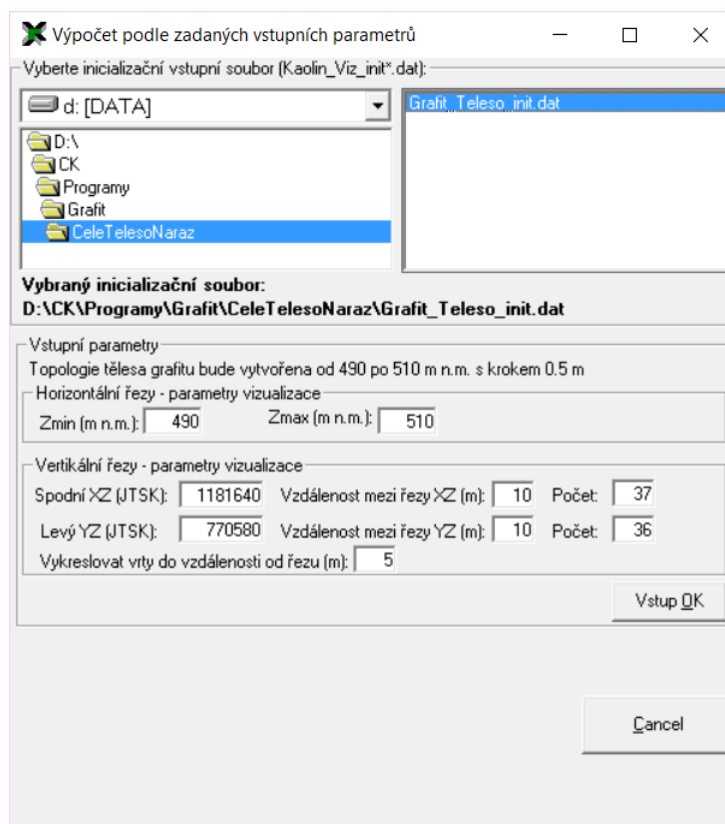 Výpočet podle zadaných vstupních parametrů
Vyberte inicializační vstupní soubor (Kaolin_Viz_init*.dat):
d: [DATA]
Grafit_Teleso_init.dat
D:\
CK
Programy
Grafit
CeleTelesoNaraz
Vybraný inicializační soubor:
D:\CK\Programy\Grafit\CeleTelesoNaraz\Grafit_Teleso_init.dat
Vstupní parametry
Topologie tělesa grafitu bude vytvořena od 490 po 510 m n.m. s krokem 0.5 m
Horizontální řezy - parametry vizualizace
Zmin (m n.m.): 490 Zmax (m n.m.): 510
Vertikální řezy - parametry vizualizace
Spodní XZ (JTSK): 1181640 Vzdálenost mezi řezy XZ (m): 10 Počet: 37
Levý YZ (JTSK): 770580 Vzdálenost mezi řezy YZ (m): 10 Počet: 36
Vykreslovat vrty do vzdálenosti od řezu (m): 5
Vstup OK
Cancel